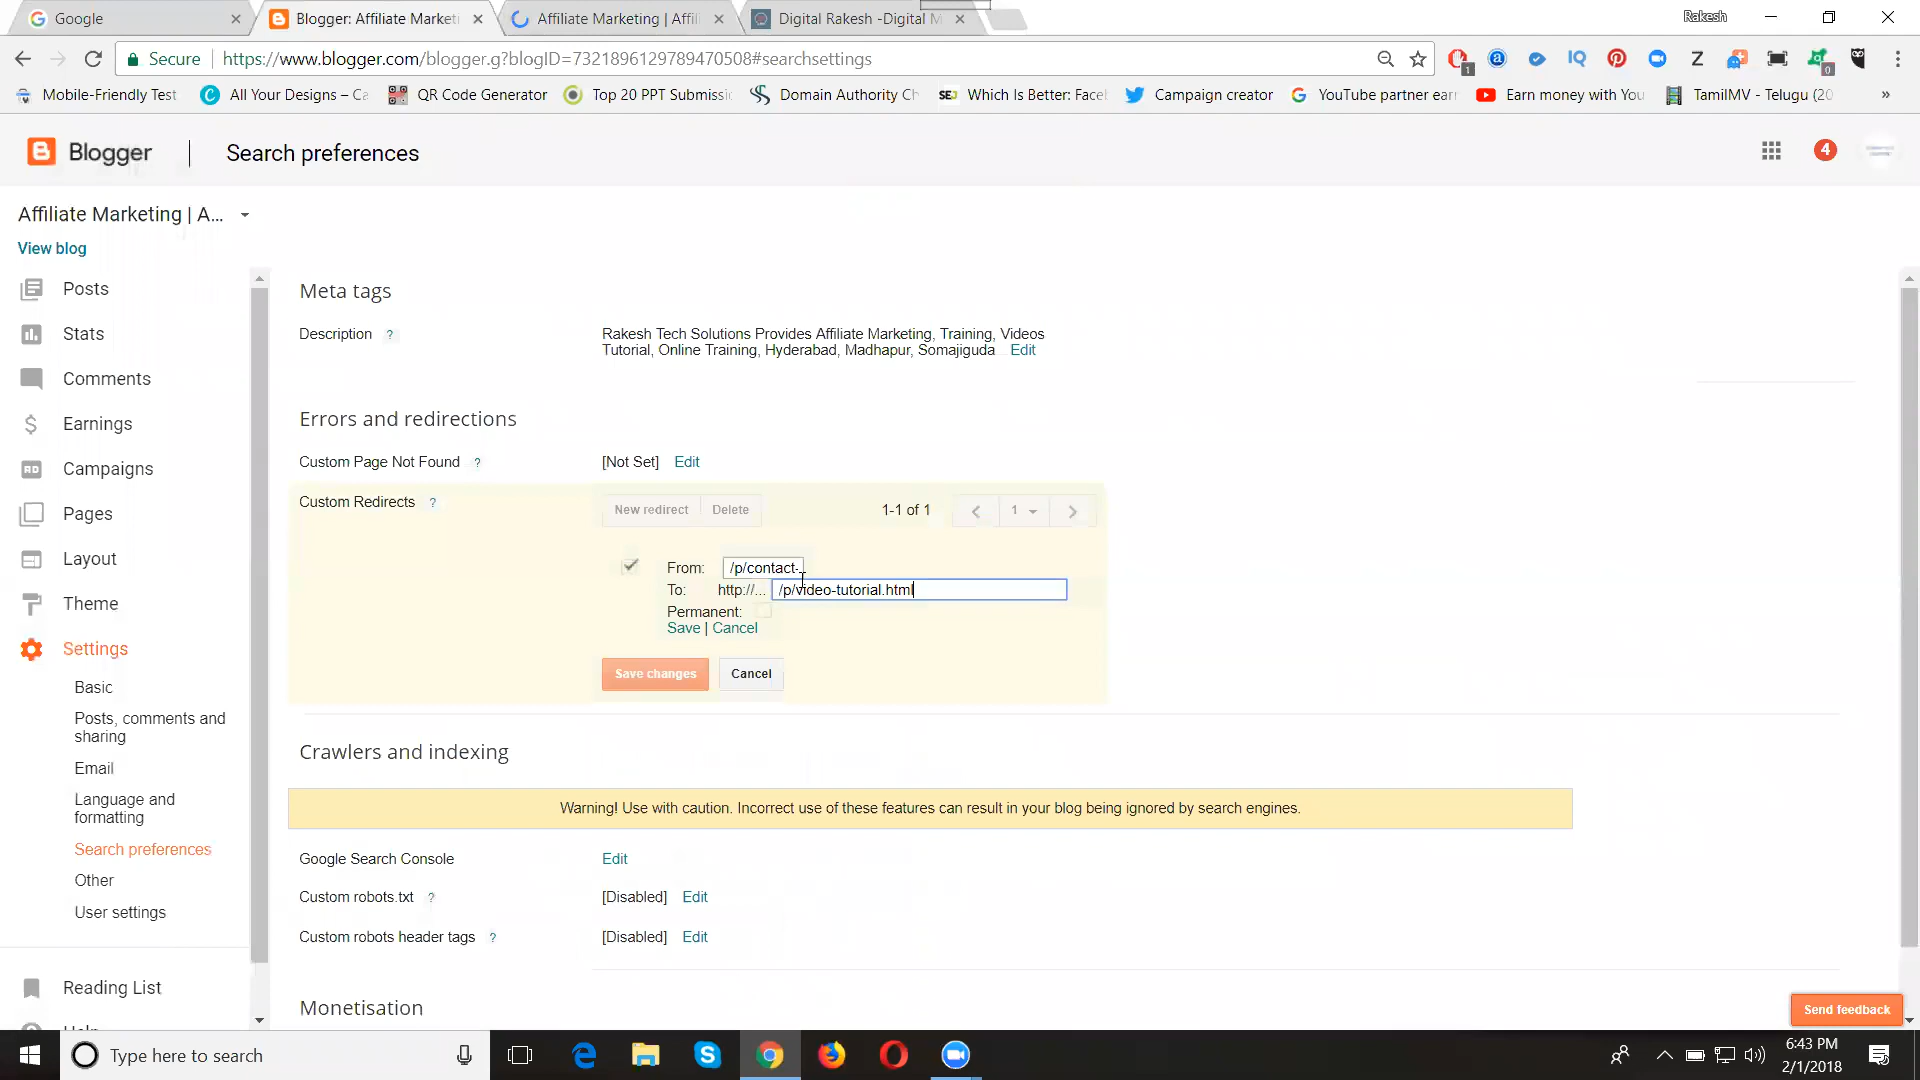 Google
Blogger: Affiliate Marketi
Affiliate Marketing | Affil
Digital Rakesh -Digital M
Rakesh
Secure
https://www.blogger.com/blogger.g?blogID=7321896129789470508#searchsettings
1
0
Mobile-Friendly Test
All Your Designs – Ca
QR Code Generator
Top 20 PPT Submissic
Domain Authority Ch
SEJ
Which Is Better: Facel
Campaign creator
YouTube partner earn
Earn money with You
TamilMV - Telugu (20
»
Blogger
Search preferences
4
Affiliate Marketing | A...
View blog
Posts
Stats
Comments
Earnings
Campaigns
Pages
Layout
Theme
Settings
Basic
Posts, comments and
sharing
Email
Language and
formatting
Search preferences
Other
User settings
Reading List
Meta tags
Description ?
Rakesh Tech Solutions Provides Affiliate Marketing, Training, Videos
Tutorial, Online Training, Hyderabad, Madhapur, Somajiguda Edit
Errors and redirections
Custom Page Not Found ?
[Not Set] Edit
Custom Redirects ?
New redirect
Delete
1-1 of 1
1
From: /p/contact-
To: http://... /p/video-tutorial.html
Permanent:
Save | Cancel
Save changes
Cancel
Crawlers and indexing
Warning! Use with caution. Incorrect use of these features can result in your blog being ignored by search engines.
Google Search Console
Edit
Custom robots.txt ?
[Disabled] Edit
Custom robots header tags ?
[Disabled] Edit
Monetisation
Send feedback
Type here to search
6:43 PM
2/1/2018